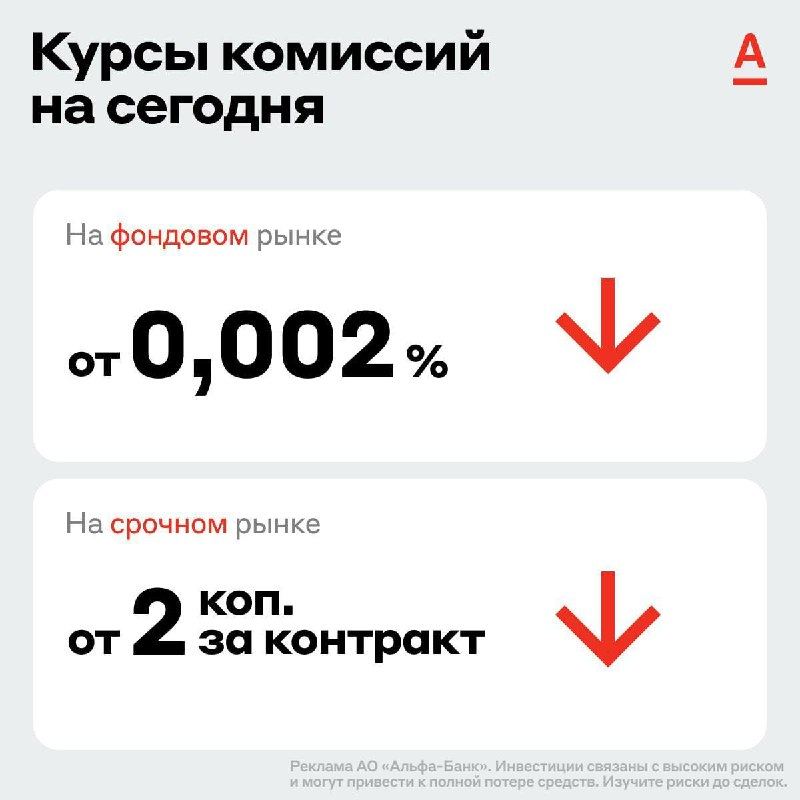 Курсы комиссий
на сегодня
А
На фондовом рынке
от 0,002 %
На срочном рынке
от 2 коп.
за контракт
Реклама АО «Альфа-Банк». Инвестиции связаны с высоким риском
и могут привести к полной потере средств. Изучите риски до сделок.